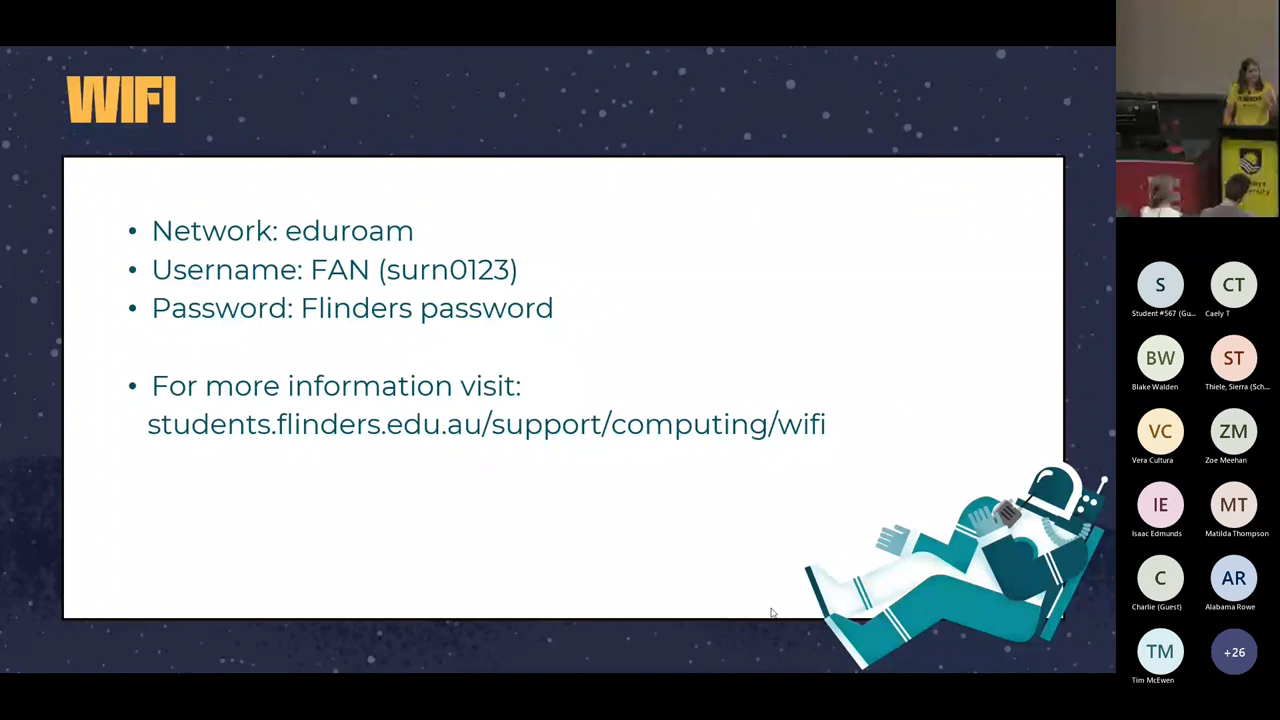 WIFI
• Network: eduroam
• Username: FAN (surn0123)
• Password: Flinders password
• For more information visit:
students.flinders.edu.au/support/computing/wifi
S
CT
Student #567 (Gu...
Caely T
BW
ST
Blake Walden
Thiele, Sierra (Sch...
VC
ZM
Vera Cultura
Zoe Meehan
IE
MT
Isaac Edmunds
Matilda Thompson
C
AR
Charlie (Guest)
Alabama Rowe
TM
+26
Tim McEwen